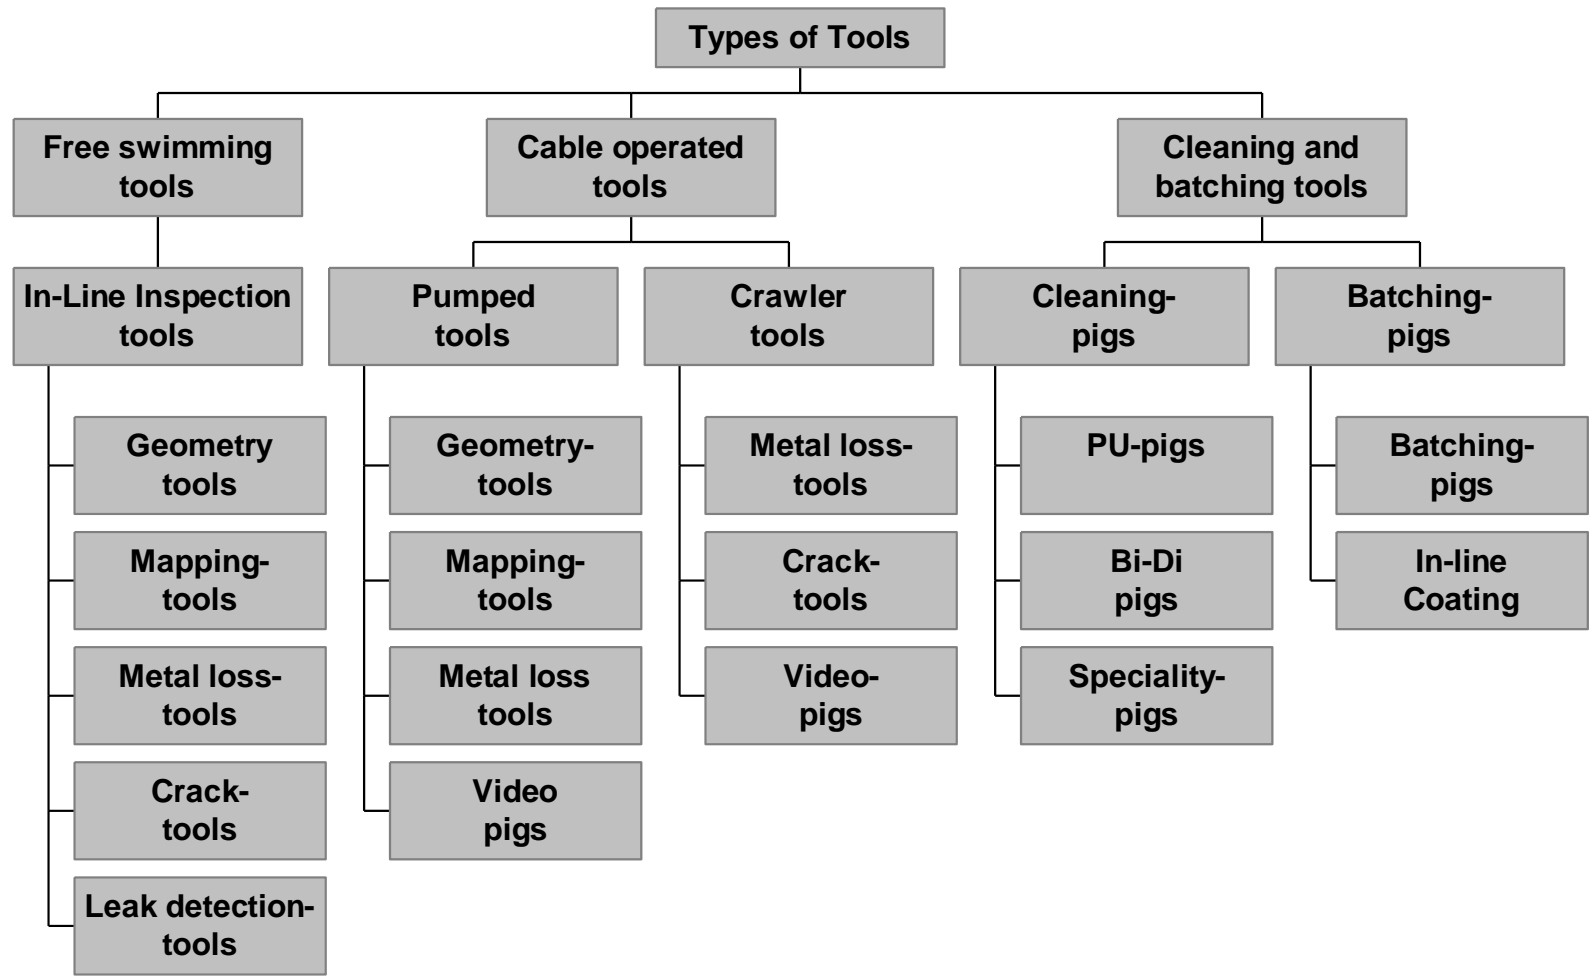 Types of Tools
Free swimming
tools
Cable operated
tools
Cleaning and
batching tools
In-Line Inspection
tools
Pumped
tools
Crawler
tools
Cleaning-
pigs
Batching-
pigs
Geometry
tools
Geometry-
tools
Metal loss-
tools
PU-pigs
Batching-
pigs
Mapping-
tools
Mapping-
tools
Crack-
tools
Bi-Di
pigs
In-line
Coating
Metal loss-
tools
Metal loss
tools
Video-
pigs
Speciality-
pigs
Crack-
tools
Video
pigs
Leak detection-
tools